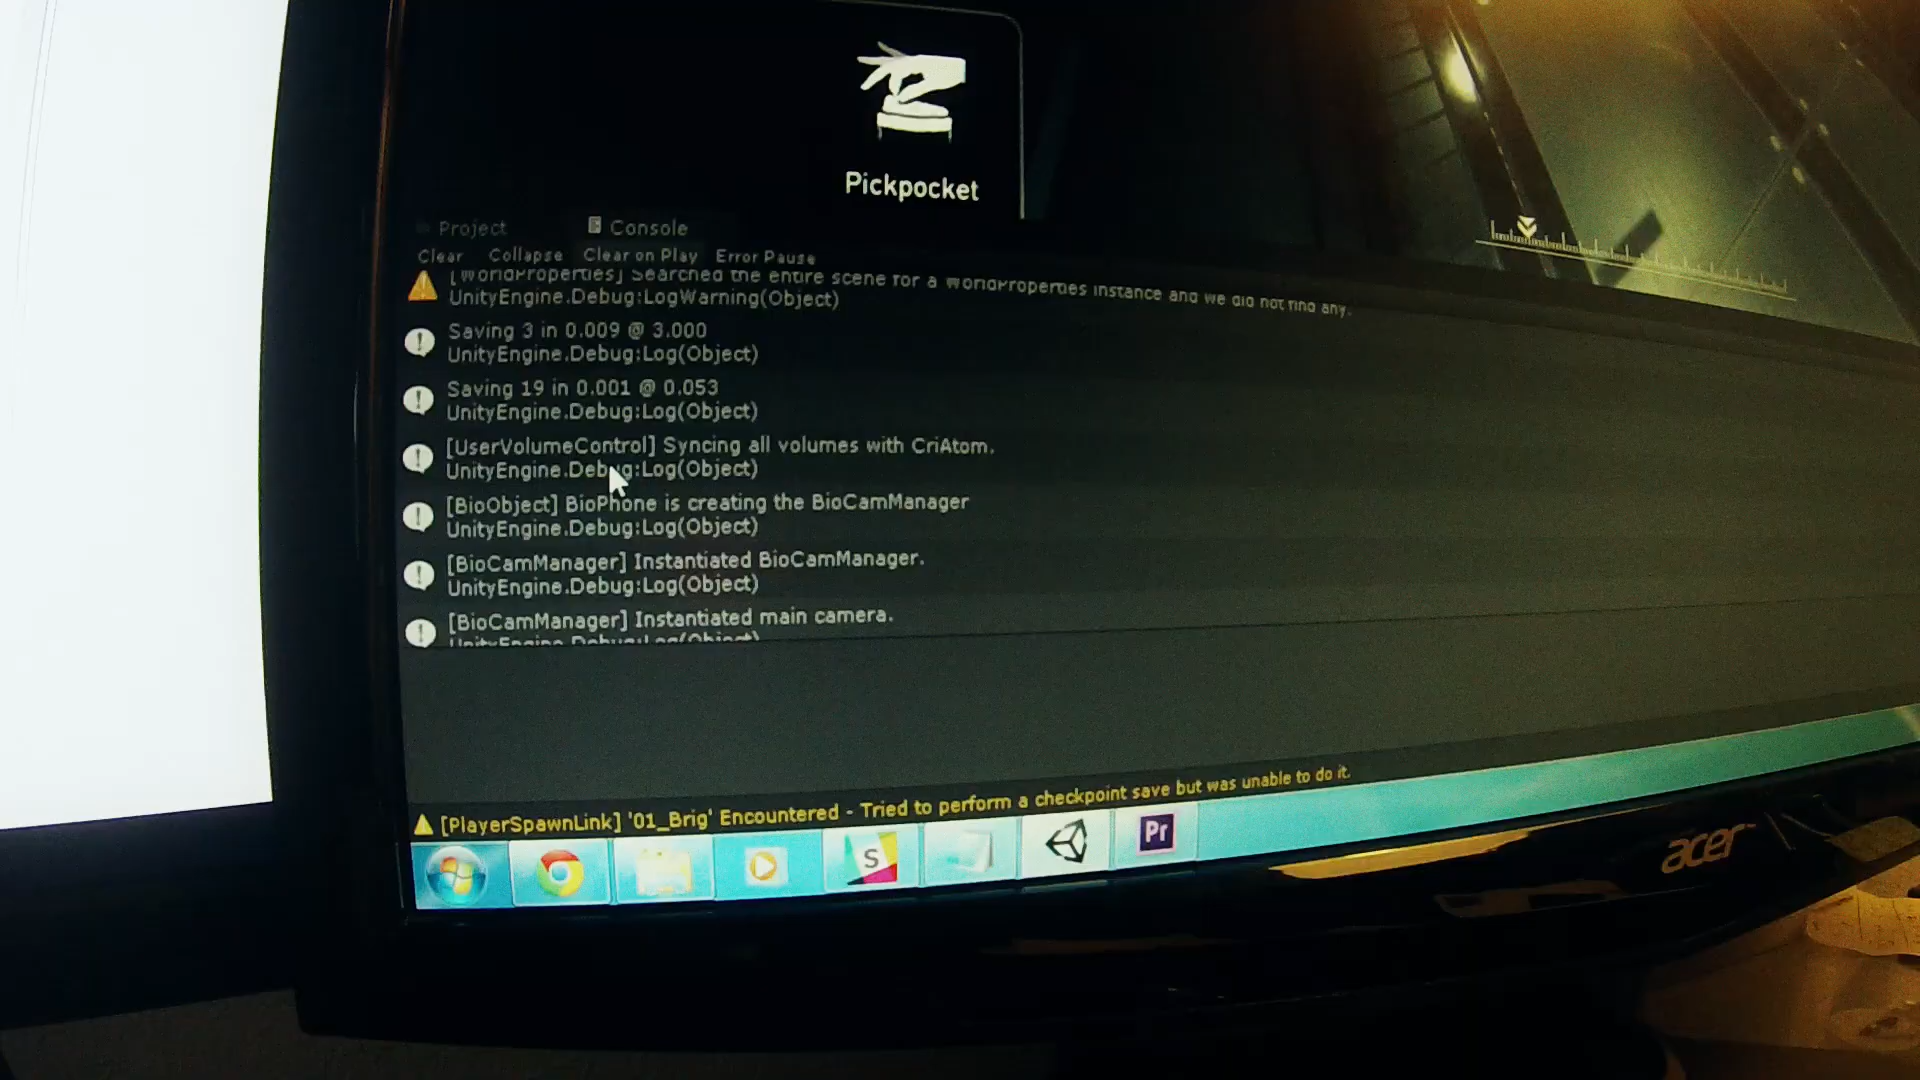 Pickpocket
Project Console
Clear Collapse Clear on Play Error Pause
[WorldProperties] Searched the entire scene for a WorldProperties instance and we did not find any.
UnityEngine.Debug:LogWarning(Object)
Saving 3 in 0.009 @ 3.000
UnityEngine.Debug:Log(Object)
Saving 19 in 0.001 @ 0.053
UnityEngine.Debug:Log(Object)
[UserVolumeControl] Syncing all volumes with CriAtom.
UnityEngine.Debug:Log(Object)
[BioObject] BioPhone is creating the BioCamManager
UnityEngine.Debug:Log(Object)
[BioCamManager] Instantiated BioCamManager.
UnityEngine.Debug:Log(Object)
[BioCamManager] Instantiated main camera.
UnityEngine.Debug:Log(Object)
[PlayerSpawnLink] '01_Brig' Encountered - Tried to perform a checkpoint save but was unable to do it.
S
Pr
acer